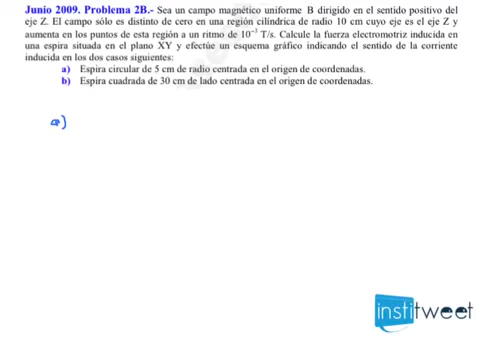 Junio 2009. Problema 2B.- Sea un campo magnético uniforme B dirigido en el sentido positivo del
eje Z. El campo sólo es distinto de cero en una región cilíndrica de radio 10 cm cuyo eje es el eje Z y
aumenta en los puntos de esta región a un ritmo de 10⁻³ T/s. Calcule la fuerza electromotriz inducida en
una espira situada en el plano XY y efectúe un esquema gráfico indicando el sentido de la corriente
inducida en los dos casos siguientes:
a) Espira circular de 5 cm de radio centrada en el origen de coordenadas.
b) Espira cuadrada de 30 cm de lado centrada en el origen de coordenadas.
a)
institweet